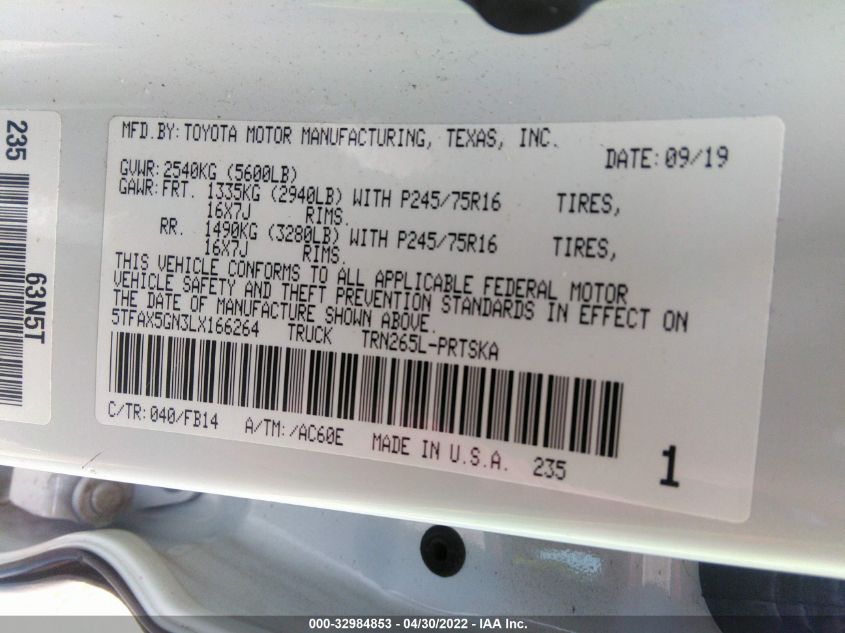 MFD.BY:TOYOTA MOTOR MANUFACTURING, TEXAS, INC.
DATE:09/19
GVWR:2540KG (5600LB)
GAWR:FRT. 1335KG (2940LB) WITH P245/75R16 TIRES,
16X7J RIMS.
RR. 1490KG (3280LB) WITH P245/75R16 TIRES,
16X7J RIMS.
THIS VEHICLE CONFORMS TO ALL APPLICABLE FEDERAL MOTOR
VEHICLE SAFETY AND THEFT PREVENTION STANDARDS IN EFFECT ON
THE DATE OF MANUFACTURE SHOWN ABOVE.
5TFAX5GN3LX166264 TRUCK TRN265L-PRTSKA
C/TR:040/FB14 A/TM:/AC60E MADE IN U.S.A. 235 1
235
63N5T
000-32984853 - 04/30/2022 - IAA Inc.